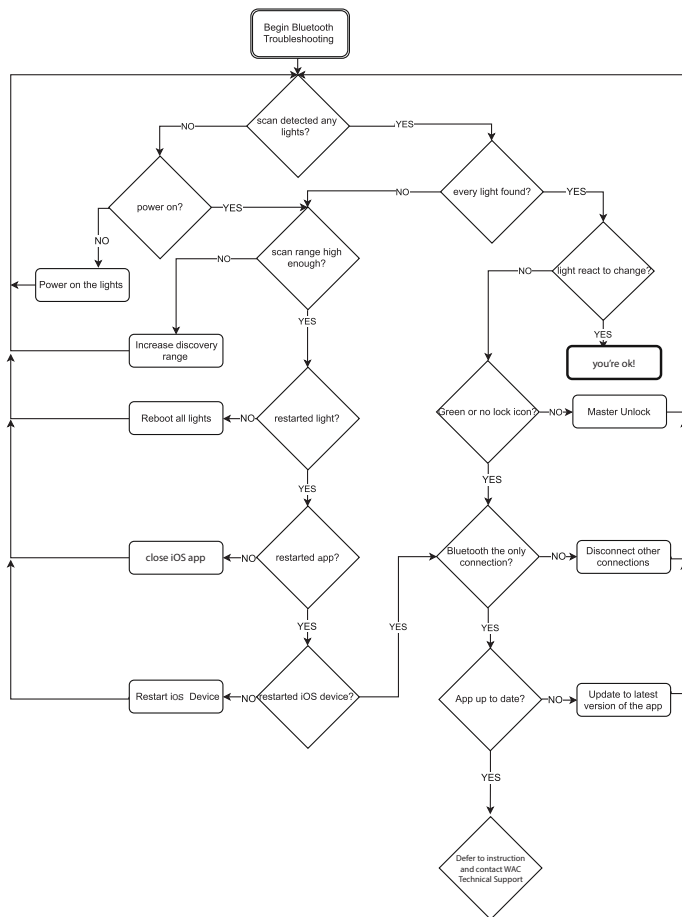 Begin Bluetooth
Troubleshooting
scan detected any
lights?
NO
YES
power on?
every light found?
YES
NO
YES
NO
scan range high
enough?
light react to change?
NO
NO
Power on the lights
YES
YES
Increase discovery
range
you're ok!
Reboot all lights
NO
restarted light?
Green or no lock icon?
NO
Master Unlock
YES
YES
close iOS app
NO
restarted app?
Bluetooth the only
connection?
NO
Disconnect other
connections
YES
YES
YES
Restart ios Device
NO
restarted iOS device?
App up to date?
NO
Update to latest
version of the app
YES
Defer to instruction
and contact WAC
Technical Support